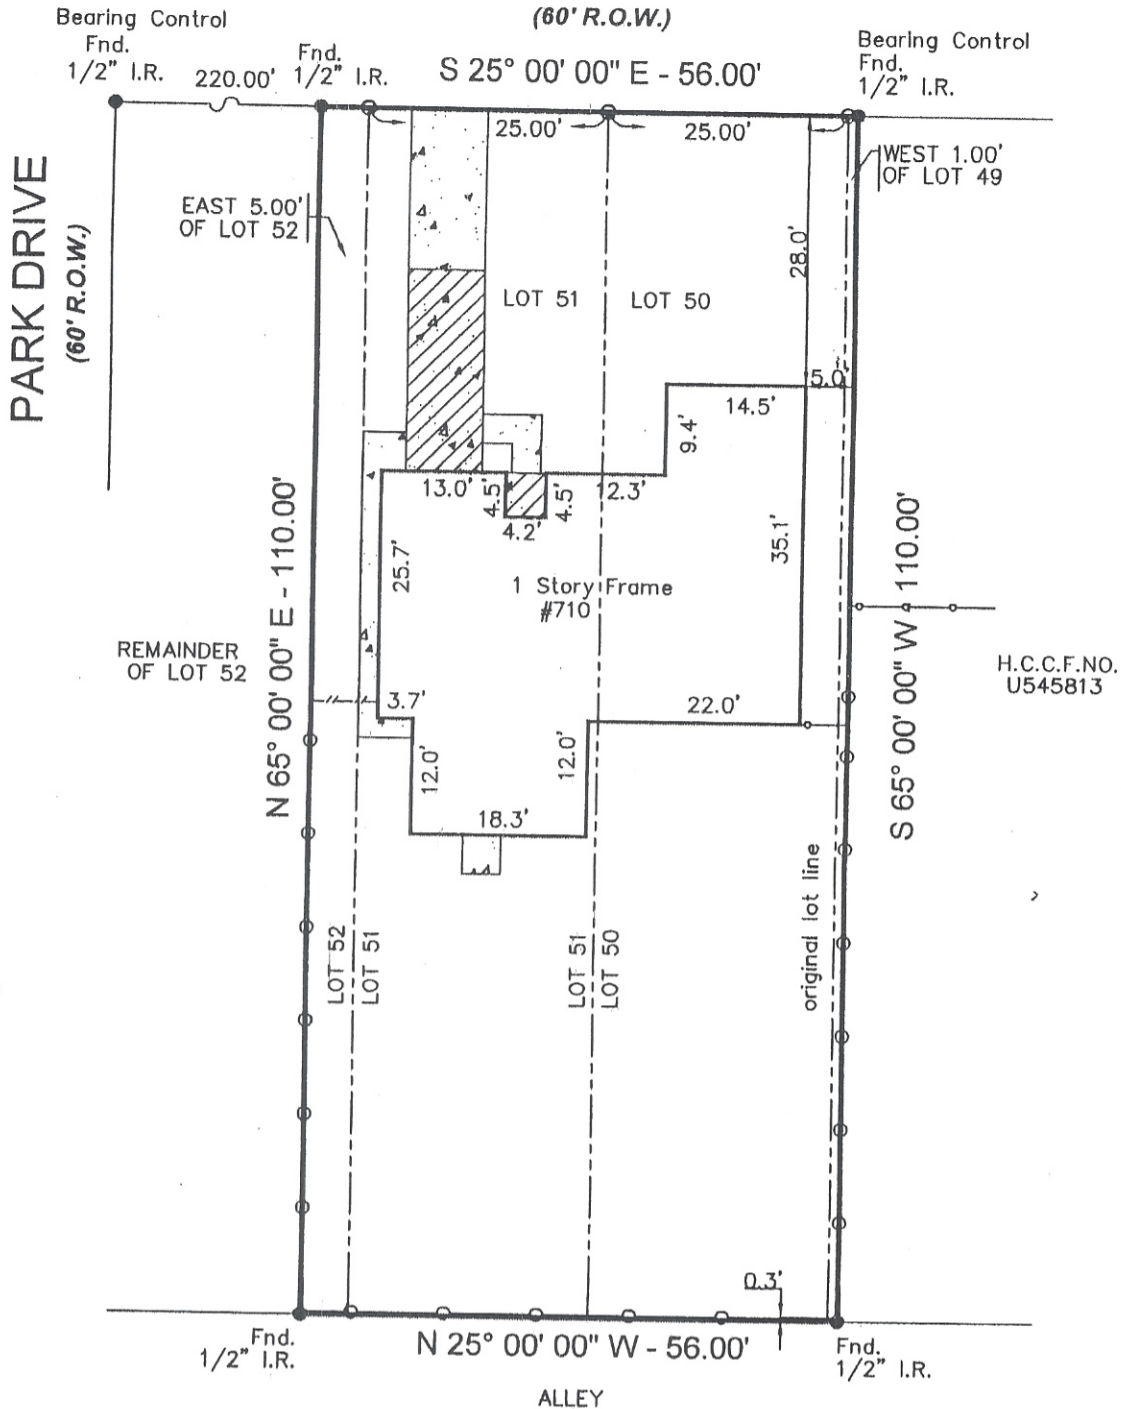 (60' R.O.W.)
Bearing Control
Fnd.
1/2" I.R.
220.00'
Fnd.
1/2" I.R.
S 25° 00' 00" E - 56.00'
Bearing Control
Fnd.
1/2" I.R.
25.00'
25.00'
WEST 1.00'
OF LOT 49
PARK DRIVE
(60' R.O.W.)
EAST 5.00'
OF LOT 52
28.0'
LOT 51
LOT 50
5.0'
14.5'
9.4'
13.0'
4.5'
4.2'
4.5'
12.3'
25.7'
35.1'
1 Story Frame
#710
N 65° 00' 00" E - 110.00'
S 65° 00' 00" W 110.00'
REMAINDER
OF LOT 52
H.C.C.F.NO.
U545813
3.7'
22.0'
12.0'
12.0'
18.3'
original lot line
LOT 52
LOT 51
LOT 51
LOT 50
0.3'
Fnd.
1/2" I.R.
N 25° 00' 00" W - 56.00'
Fnd.
1/2" I.R.
ALLEY